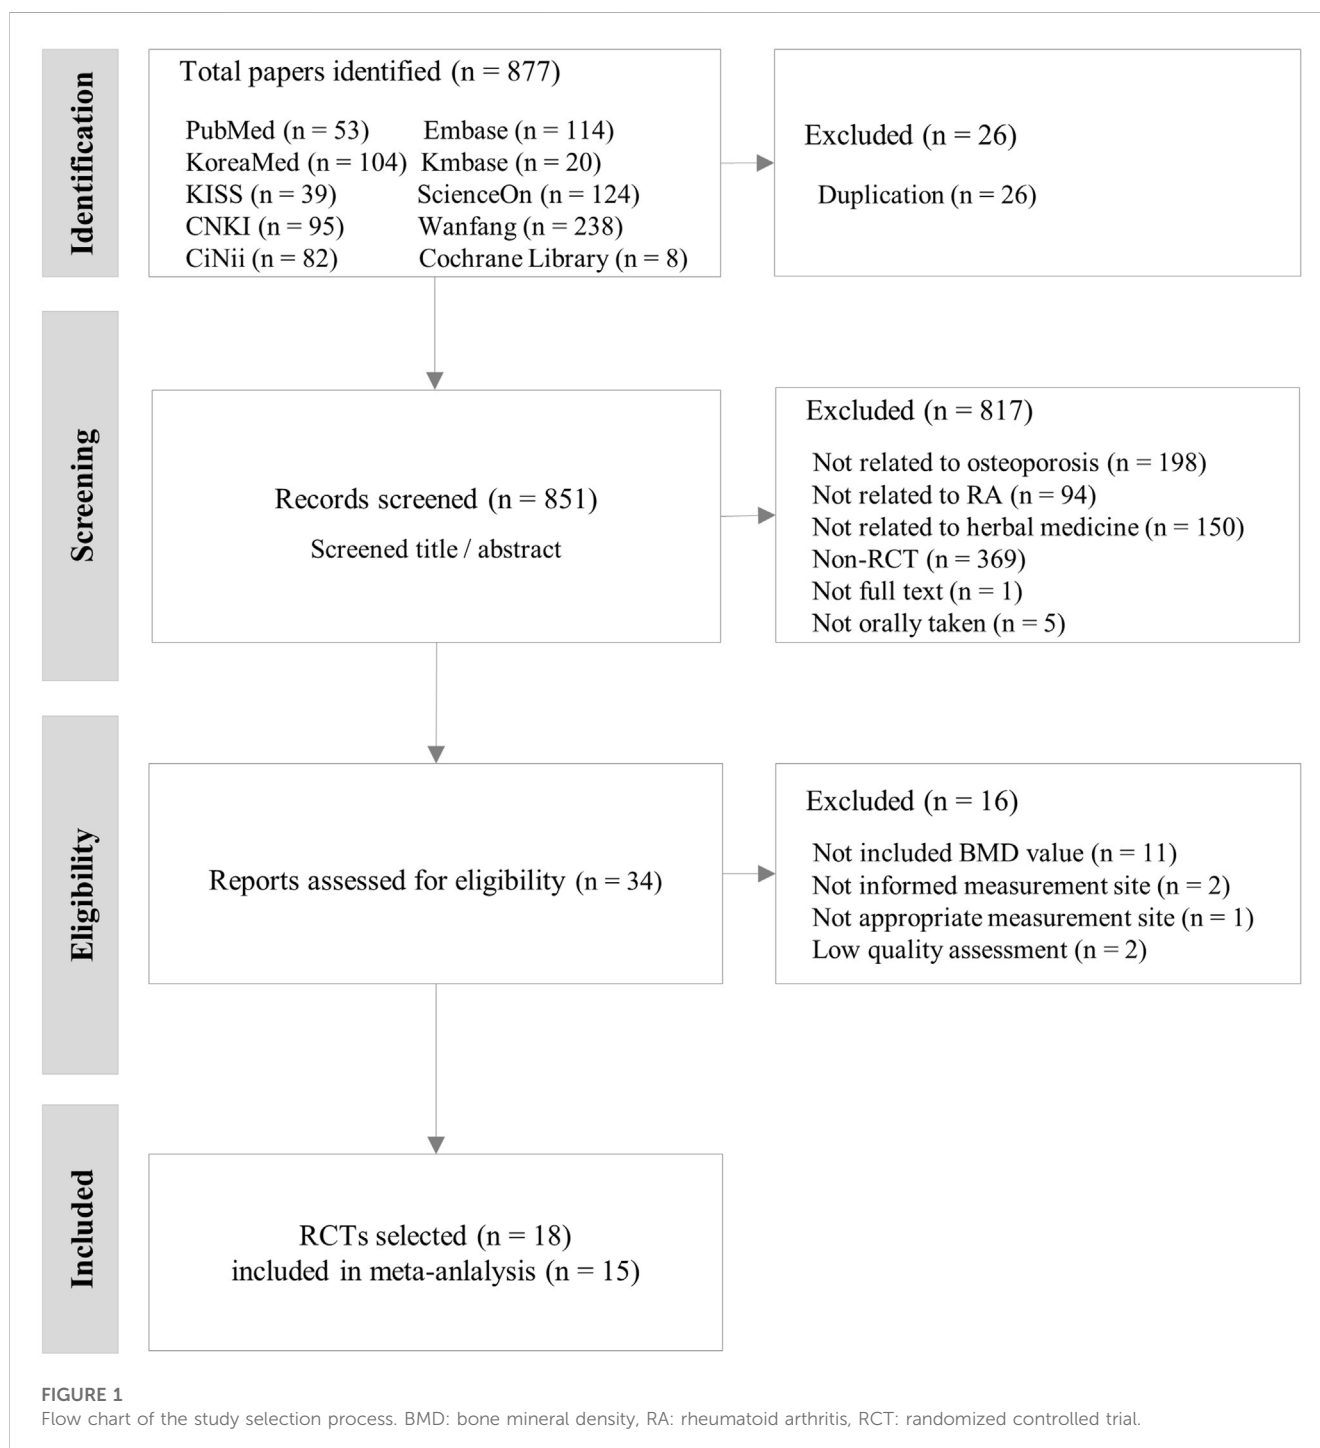 Identification
Total papers identified (n = 877)
PubMed (n = 53) Embase (n = 114)
KoreaMed (n = 104) Kmbase (n = 20)
KISS (n = 39) ScienceOn (n = 124)
CNKI (n = 95) Wanfang (n = 238)
CiNii (n = 82) Cochrane Library (n = 8)
Excluded (n = 26)
Duplication (n = 26)
Screening
Records screened (n = 851)
Screened title / abstract
Excluded (n = 817)
Not related to osteoporosis (n = 198)
Not related to RA (n = 94)
Not related to herbal medicine (n = 150)
Non-RCT (n = 369)
Not full text (n = 1)
Not orally taken (n = 5)
Eligibility
Reports assessed for eligibility (n = 34)
Excluded (n = 16)
Not included BMD value (n = 11)
Not informed measurement site (n = 2)
Not appropriate measurement site (n = 1)
Low quality assessment (n = 2)
Included
RCTs selected (n = 18)
included in meta-anlalysis (n = 15)
FIGURE 1
Flow chart of the study selection process. BMD: bone mineral density, RA: rheumatoid arthritis, RCT: randomized controlled trial.